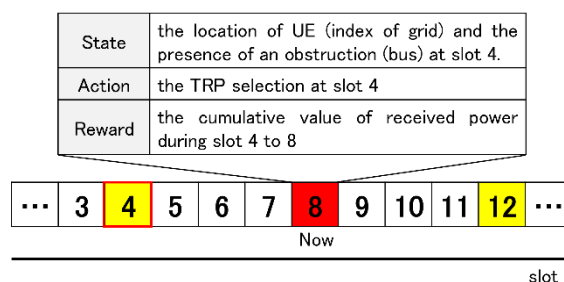 State
the location of UE (index of grid) and the
presence of an obstruction (bus) at slot 4.
Action
the TRP selection at slot 4
Reward
the cumulative value of received power
during slot 4 to 8
… 3 4 5 6 7 8 9 10 11 12 …
Now
slot